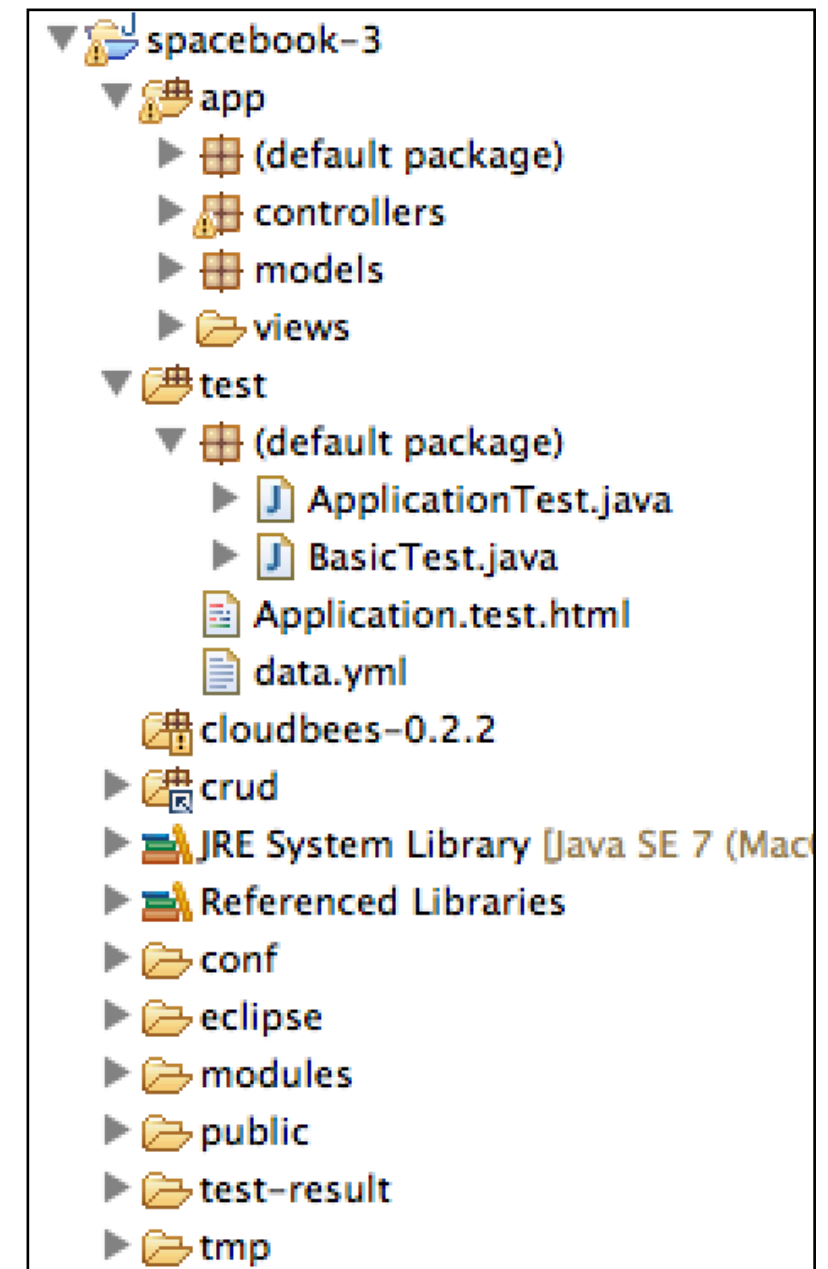 spacebook-3
app
(default package)
controllers
models
views
test
(default package)
ApplicationTest.java
BasicTest.java
Application.test.html
data.yml
cloudbees-0.2.2
crud
JRE System Library [Java SE 7 (Mac
Referenced Libraries
conf
eclipse
modules
public
test-result
tmp